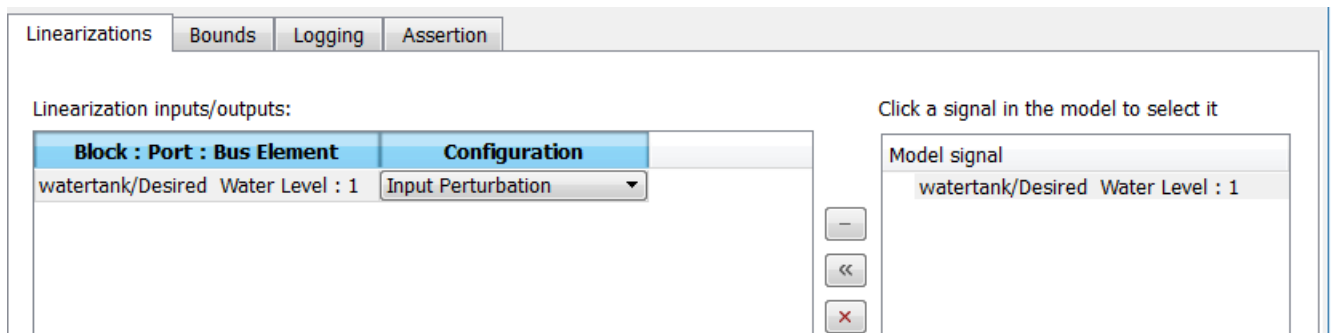 Linearizations Bounds Logging Assertion
Linearization inputs/outputs: Click a signal in the model to select it
Block : Port : Bus Element Configuration Model signal
watertank/Desired Water Level : 1 Input Perturbation watertank/Desired Water Level : 1